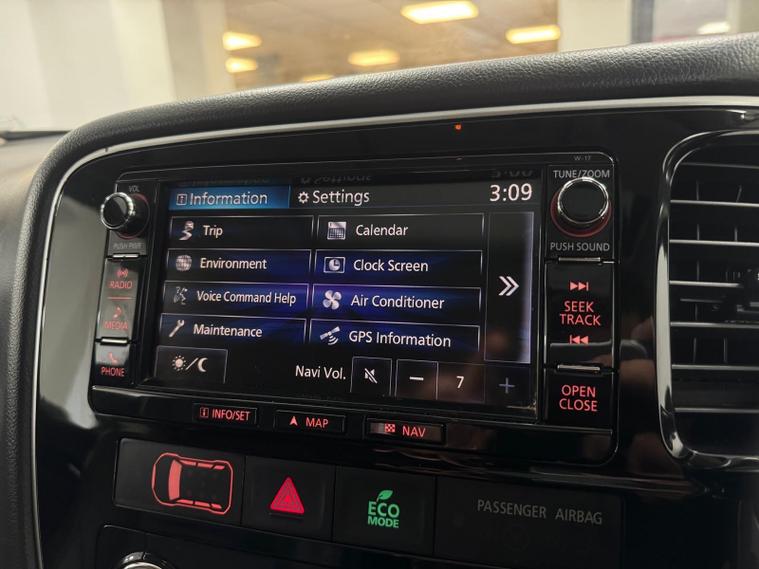 W-17
VOL
PUSH PWR
RADIO
MEDIA
PHONE
Information
Settings
3:09
Trip
Calendar
Environment
Clock Screen
Voice Command Help
Air Conditioner
Maintenance
GPS Information
Navi Vol.
7
TUNE/ZOOM
PUSH SOUND
SEEK
TRACK
OPEN
CLOSE
INFO/SET
MAP
NAV
ECO
MODE
PASSENGER AIRBAG